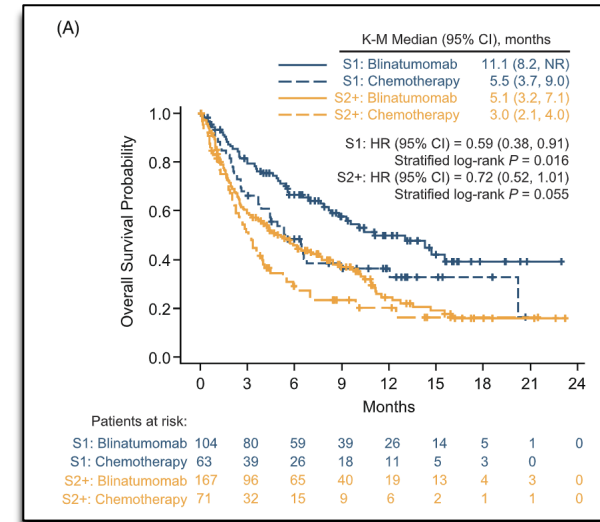 (A)
K-M Median (95% CI), months
S1: Blinatumomab 11.1 (8.2, NR)
S1: Chemotherapy 5.5 (3.7, 9.0)
S2+: Blinatumomab 5.1 (3.2, 7.1)
S2+: Chemotherapy 3.0 (2.1, 4.0)
S1: HR (95% CI) = 0.59 (0.38, 0.91)
Stratified log-rank P = 0.016
S2+: HR (95% CI) = 0.72 (0.52, 1.01)
Stratified log-rank P = 0.055
Overall Survival Probability
1.0
0.8
0.6
0.4
0.2
0.0
0 3 6 9 12 15 18 21 24
Months
Patients at risk:
S1: Blinatumomab 104 80 59 39 26 14 5 1 0
S1: Chemotherapy 63 39 26 18 11 5 3 0
S2+: Blinatumomab 167 96 65 40 19 13 4 3 0
S2+: Chemotherapy 71 32 15 9 6 2 1 1 0